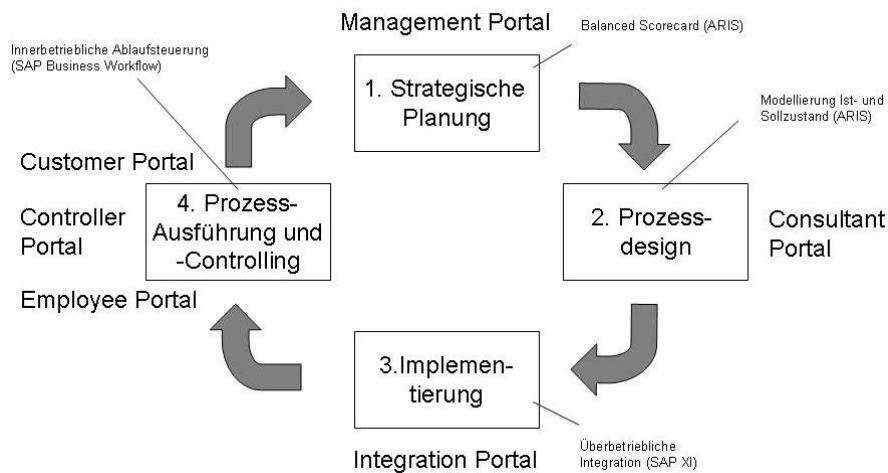 Management Portal
Balanced Scorecard (ARIS)
Innerbetriebliche Ablaufsteuerung
(SAP Business Workflow)
1. Strategische
Planung
Modellierung Ist- und
Sollzustand (ARIS)
Customer Portal
Controller
Portal
Employee Portal
4. Prozess-
Ausführung und
-Controlling
2. Prozess-
design
Consultant
Portal
3.Implemen-
tierung
Integration Portal
Überbetriebliche
Integration (SAP XI)